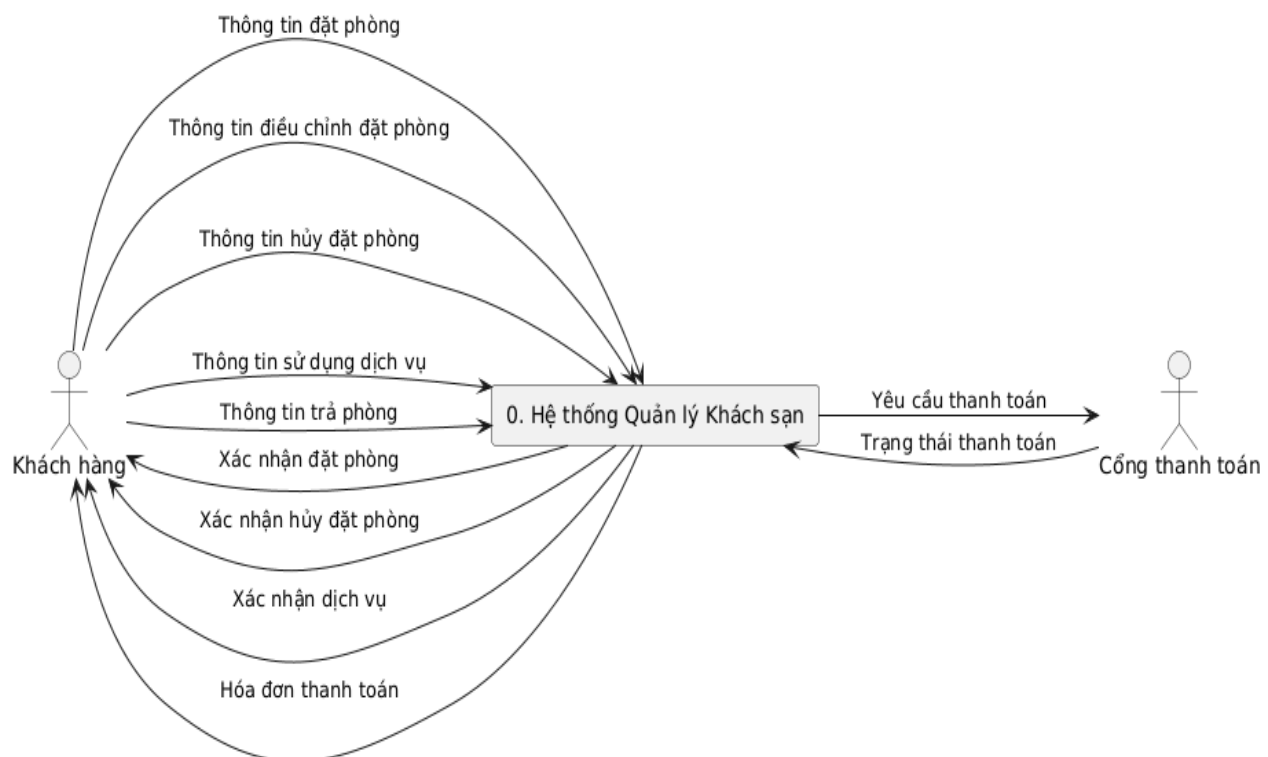 Thông tin đặt phòng
Thông tin điều chỉnh đặt phòng
Thông tin hủy đặt phòng
Thông tin sử dụng dịch vụ
Thông tin trả phòng
Khách hàng
Xác nhận đặt phòng
Xác nhận hủy đặt phòng
Xác nhận dịch vụ
Hóa đơn thanh toán
0. Hệ thống Quản lý Khách sạn
Yêu cầu thanh toán
Trạng thái thanh toán
Cổng thanh toán